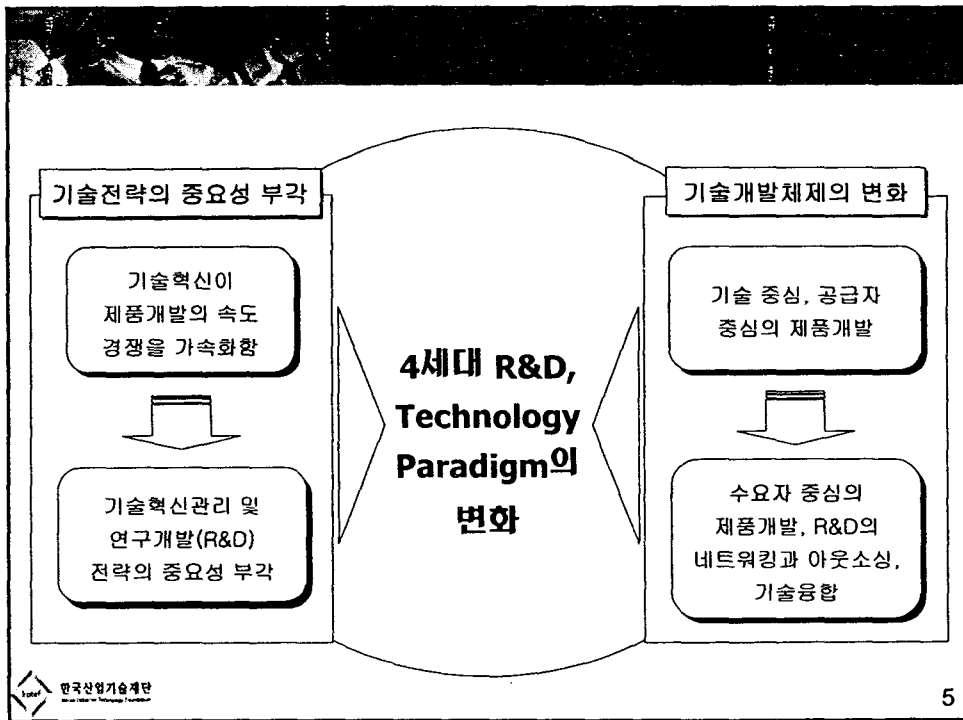 기술전략의 중요성 부각
기술혁신이
제품개발의 속도
경쟁을 가속화함
기술혁신관리 및
연구개발(R&D)
전략의 중요성 부각
4세대 R&D,
Technology
Paradigm의
변화
기술개발체제의 변화
기술 중심, 공급자
중심의 제품개발
수요자 중심의
제품개발, R&D의
네트워킹과 아웃소싱,
기술융합
한국산업기술재단
5